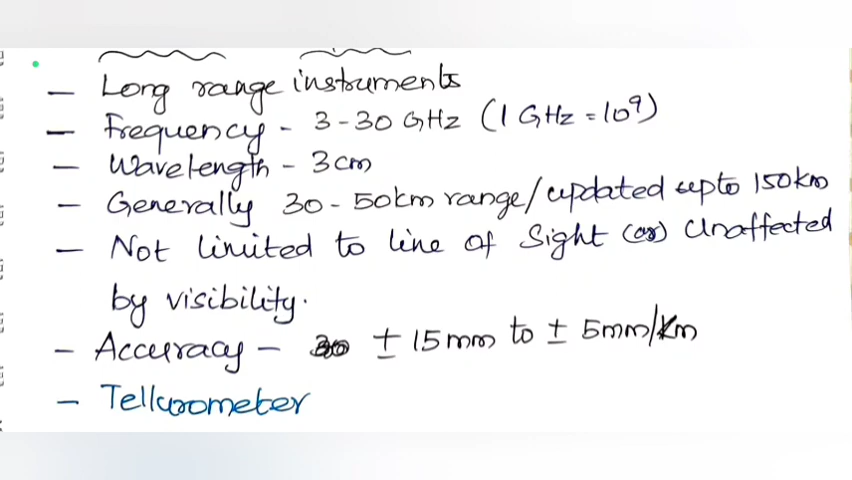 - Long range instruments
- Frequency - 3-30 GHz (1 GHz = 10⁹)
- Wavelength - 3cm
- Generally 30-50km range/updated upto 150km
- Not limited to line of Sight (or) Unaffected
by visibility.
- Accuracy - ± 15mm to ± 5mm/Km
- Tellurometer